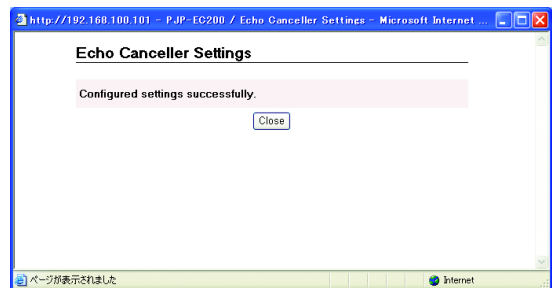 http://192.168.100.101 - PJP-EC200 / Echo Canceller Settings - Microsoft Internet ...
Echo Canceller Settings
Configured settings successfully.
Close
ページが表示されました
Internet